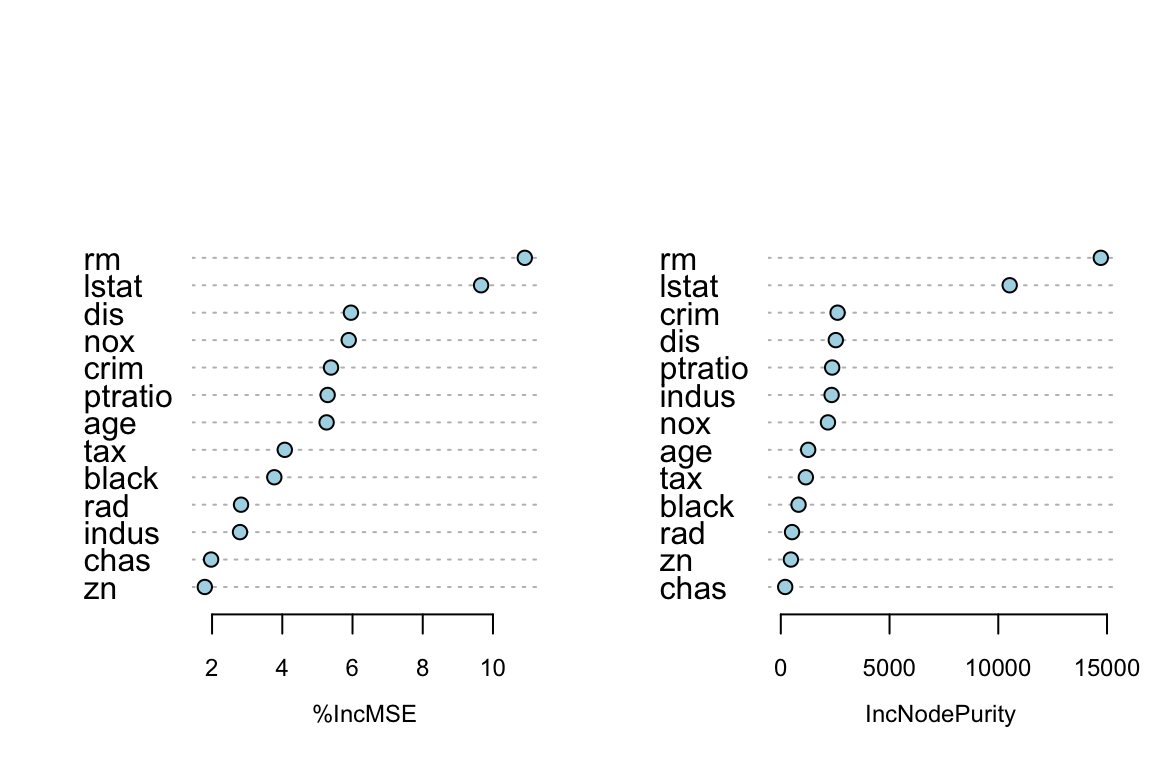 rm
lstat
dis
nox
crim
ptratio
age
tax
black
rad
indus
chas
zn
2 4 6 8 10
%IncMSE
rm
lstat
crim
dis
ptratio
indus
nox
age
tax
black
rad
zn
chas
0 5000 10000 15000
IncNodePurity